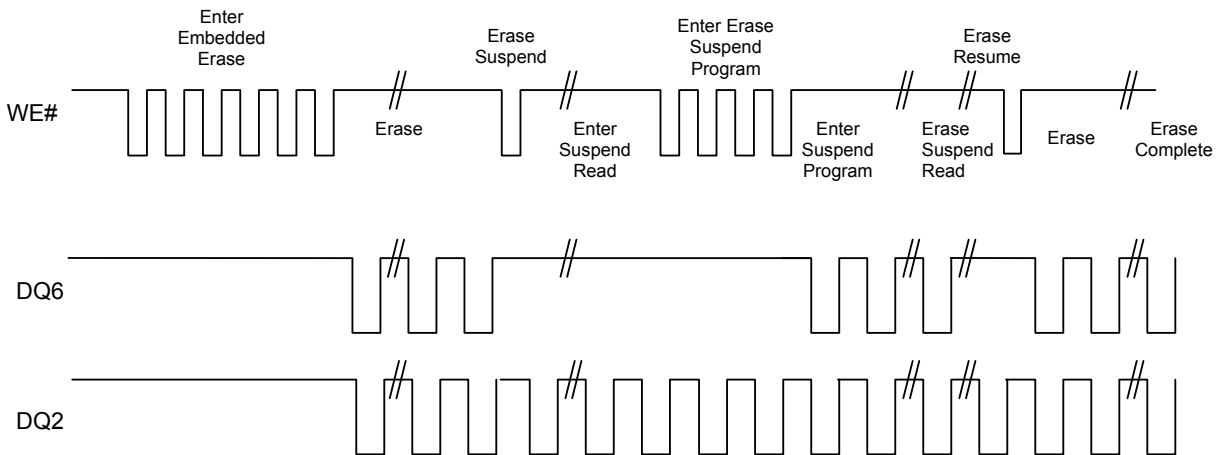 Enter
Embedded
Erase
Erase
Suspend
Enter Erase
Suspend
Program
Erase
Resume
WE#
Erase
Enter
Suspend
Read
Enter
Suspend
Program
Erase
Suspend
Read
Erase
Erase
Complete
DQ6
DQ2